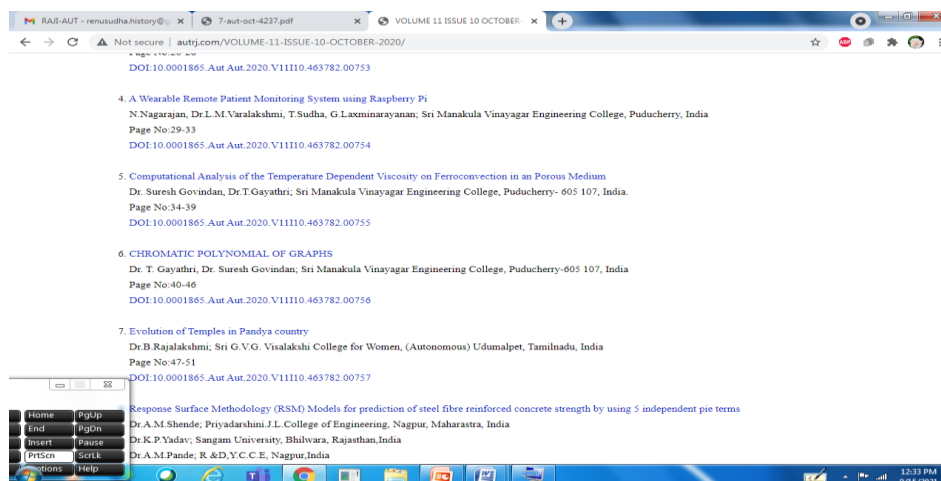 RAJI-AUT - renusudha.history@g
7-aut-oct-4237.pdf
VOLUME 11 ISSUE 10 OCTOBER-
Not secure | autrj.com/VOLUME-11-ISSUE-10-OCTOBER-2020/
ABP
DOI:10.0001865.Aut Aut.2020.V11I10.463782.00753
4. A Wearable Remote Patient Monitoring System using Raspberry Pi
N.Nagarajan, Dr.L.M.Varalakshmi, T.Sudha, G.Laxminarayanan; Sri Manakula Vinayagar Engineering College, Puducherry, India
Page No:29-33
DOI:10.0001865.Aut Aut.2020.V11I10.463782.00754
5. Computational Analysis of the Temperature Dependent Viscosity on Ferroconvection in an Porous Medium
Dr. Suresh Govindan, Dr.T.Gayathri; Sri Manakula Vinayagar Engineering College, Puducherry- 605 107, India.
Page No:34-39
DOI:10.0001865.Aut Aut.2020.V11I10.463782.00755
6. CHROMATIC POLYNOMIAL OF GRAPHS
Dr. T. Gayathri, Dr. Suresh Govindan; Sri Manakula Vinayagar Engineering College, Puducherry-605 107, India
Page No:40-46
DOI:10.0001865.Aut Aut.2020.V11I10.463782.00756
7. Evolution of Temples in Pandya country
Dr.B.Rajalakshmi; Sri G.V.G. Visalakshi College for Women, (Autonomous) Udumalpet, Tamilnadu, India
Page No:47-51
DOI:10.0001865.Aut Aut.2020.V11I10.463782.00757
Response Surface Methodology (RSM) Models for prediction of steel fibre reinforced concrete strength by using 5 independent pie terms
Dr.A.M.Shende; Priyadarshini.J.L.College of Engineering, Nagpur, Maharastra, India
Dr.K.P.Yadav; Sangam University, Bhilwara, Rajasthan,India
Dr.A.M.Pande; R &D,Y.C.C.E, Nagpur,India
Home PgUp
End PgDn
Insert Pause
PrtScn ScrLk
Options Help
12:33 PM